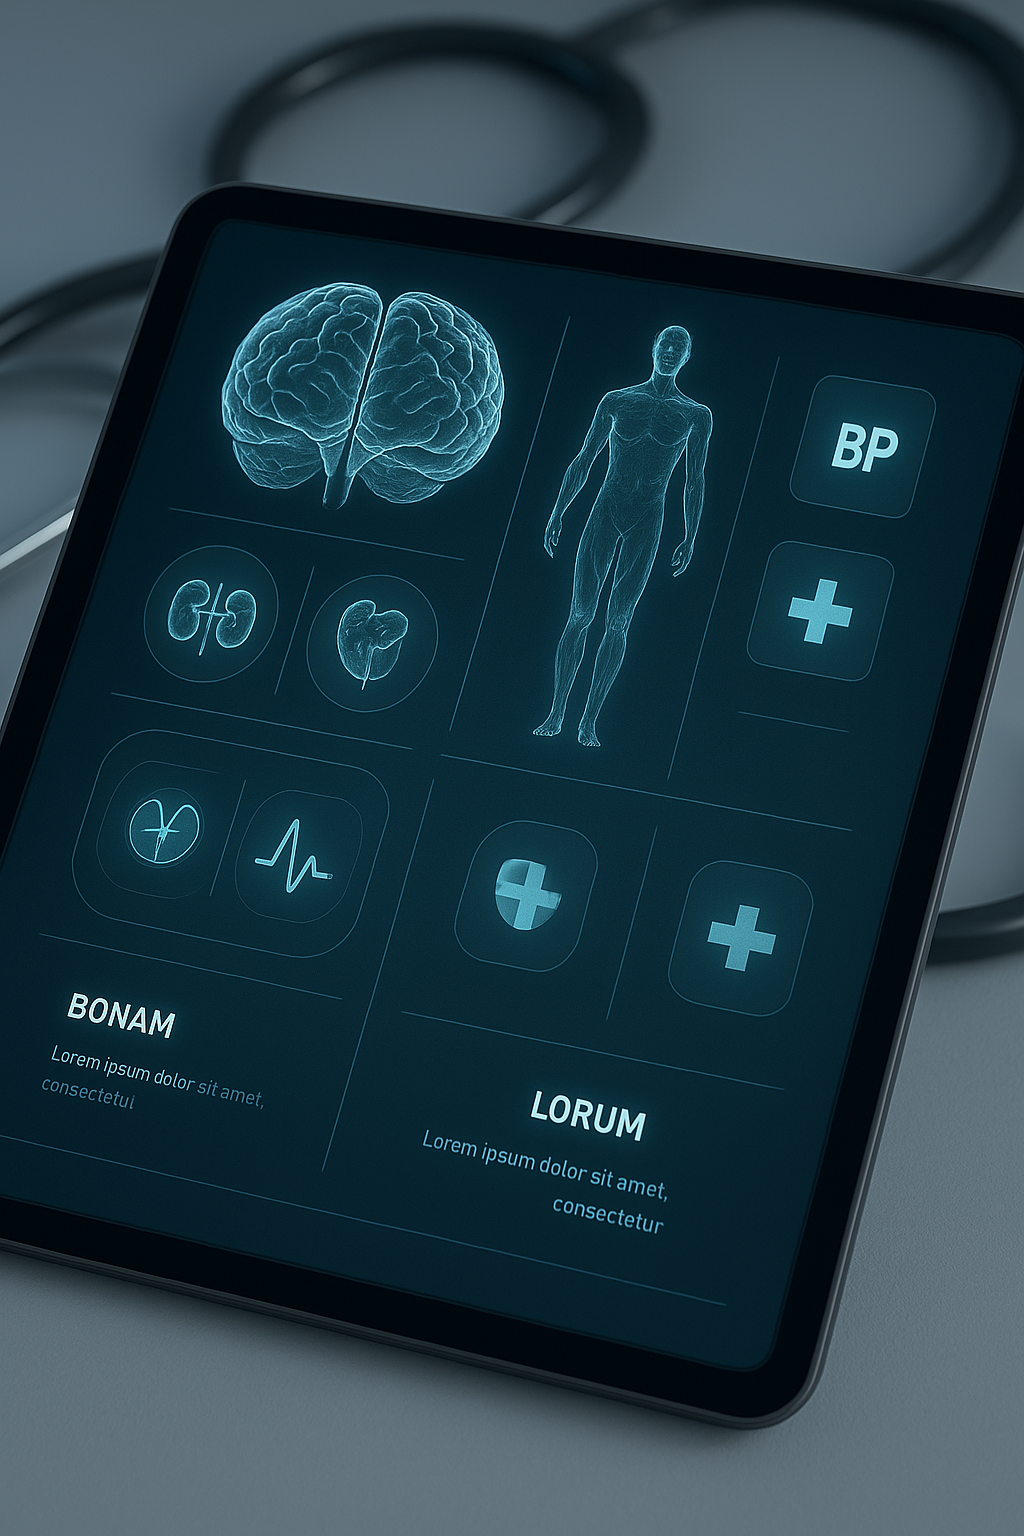 BP
BONAM
Lorem ipsum dolor sit amet,
consectetui
LORUM
Lorem ipsum dolor sit amet,
consectetur